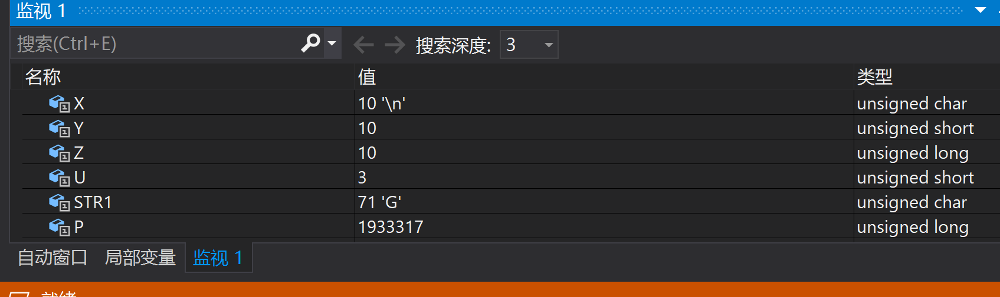 监视 1
搜索(Ctrl+E) 搜索深度: 3
名称 值 类型
X 10 '\n' unsigned char
Y 10 unsigned short
Z 10 unsigned long
U 3 unsigned short
STR1 71 'G' unsigned char
P 1933317 unsigned long
自动窗口 局部变量 监视 1
就绪